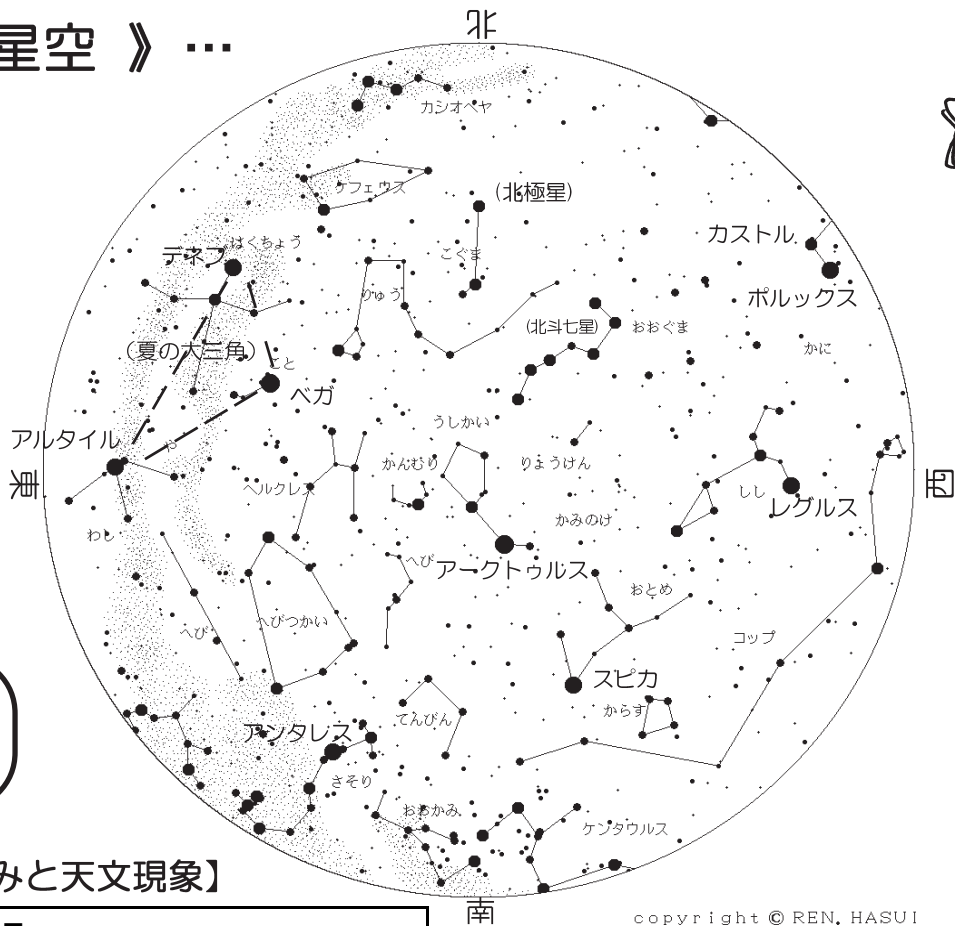 星空 》…
北
カシオペヤ
ケフェウス
(北極星)
カストル
はくちょう
デネブ
こぐま
りゅう
ポルックス
(北斗七星)
おおぐま
(夏の大三角)
こと
かに
ベガ
うしかい
アルタイル
や
かんむり
りょうけん
東
西
ヘルクレス
しし
レグルス
かみのけ
わし
へび
アークトゥルス
おとめ
へび
へびつかい
コップ
スピカ
からす
てんびん
アンタレス
さそり
おおかみ
ケンタウルス
みと天文現象】
南
copyright © REN. HASUI